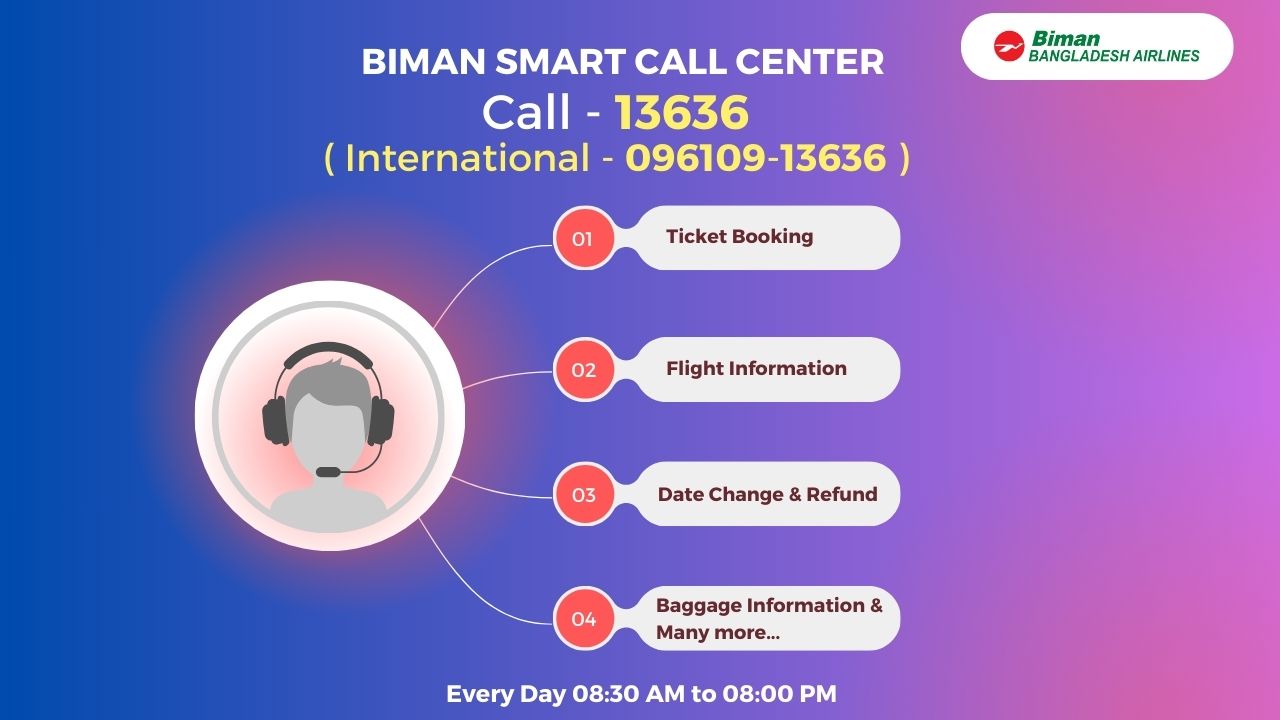 Biman
BANGLADESH AIRLINES
BIMAN SMART CALL CENTER
Call - 13636
( International - 096109-13636 )
01
Ticket Booking
02
Flight Information
03
Date Change & Refund
04
Baggage Information &
Many more...
Every Day 08:30 AM to 08:00 PM